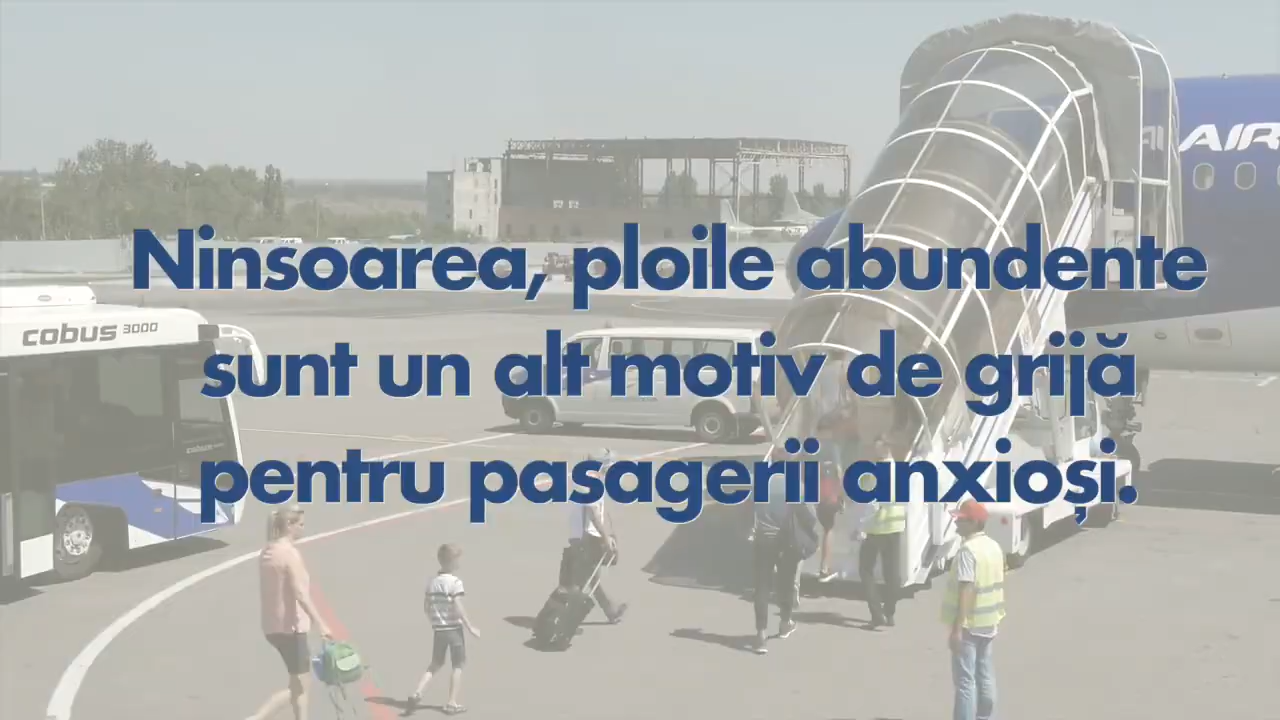 AIR
Ninsoarea, ploile abundente
cobus 3000
sunt un alt motiv de grijă
pentru pasagerii anxioși.